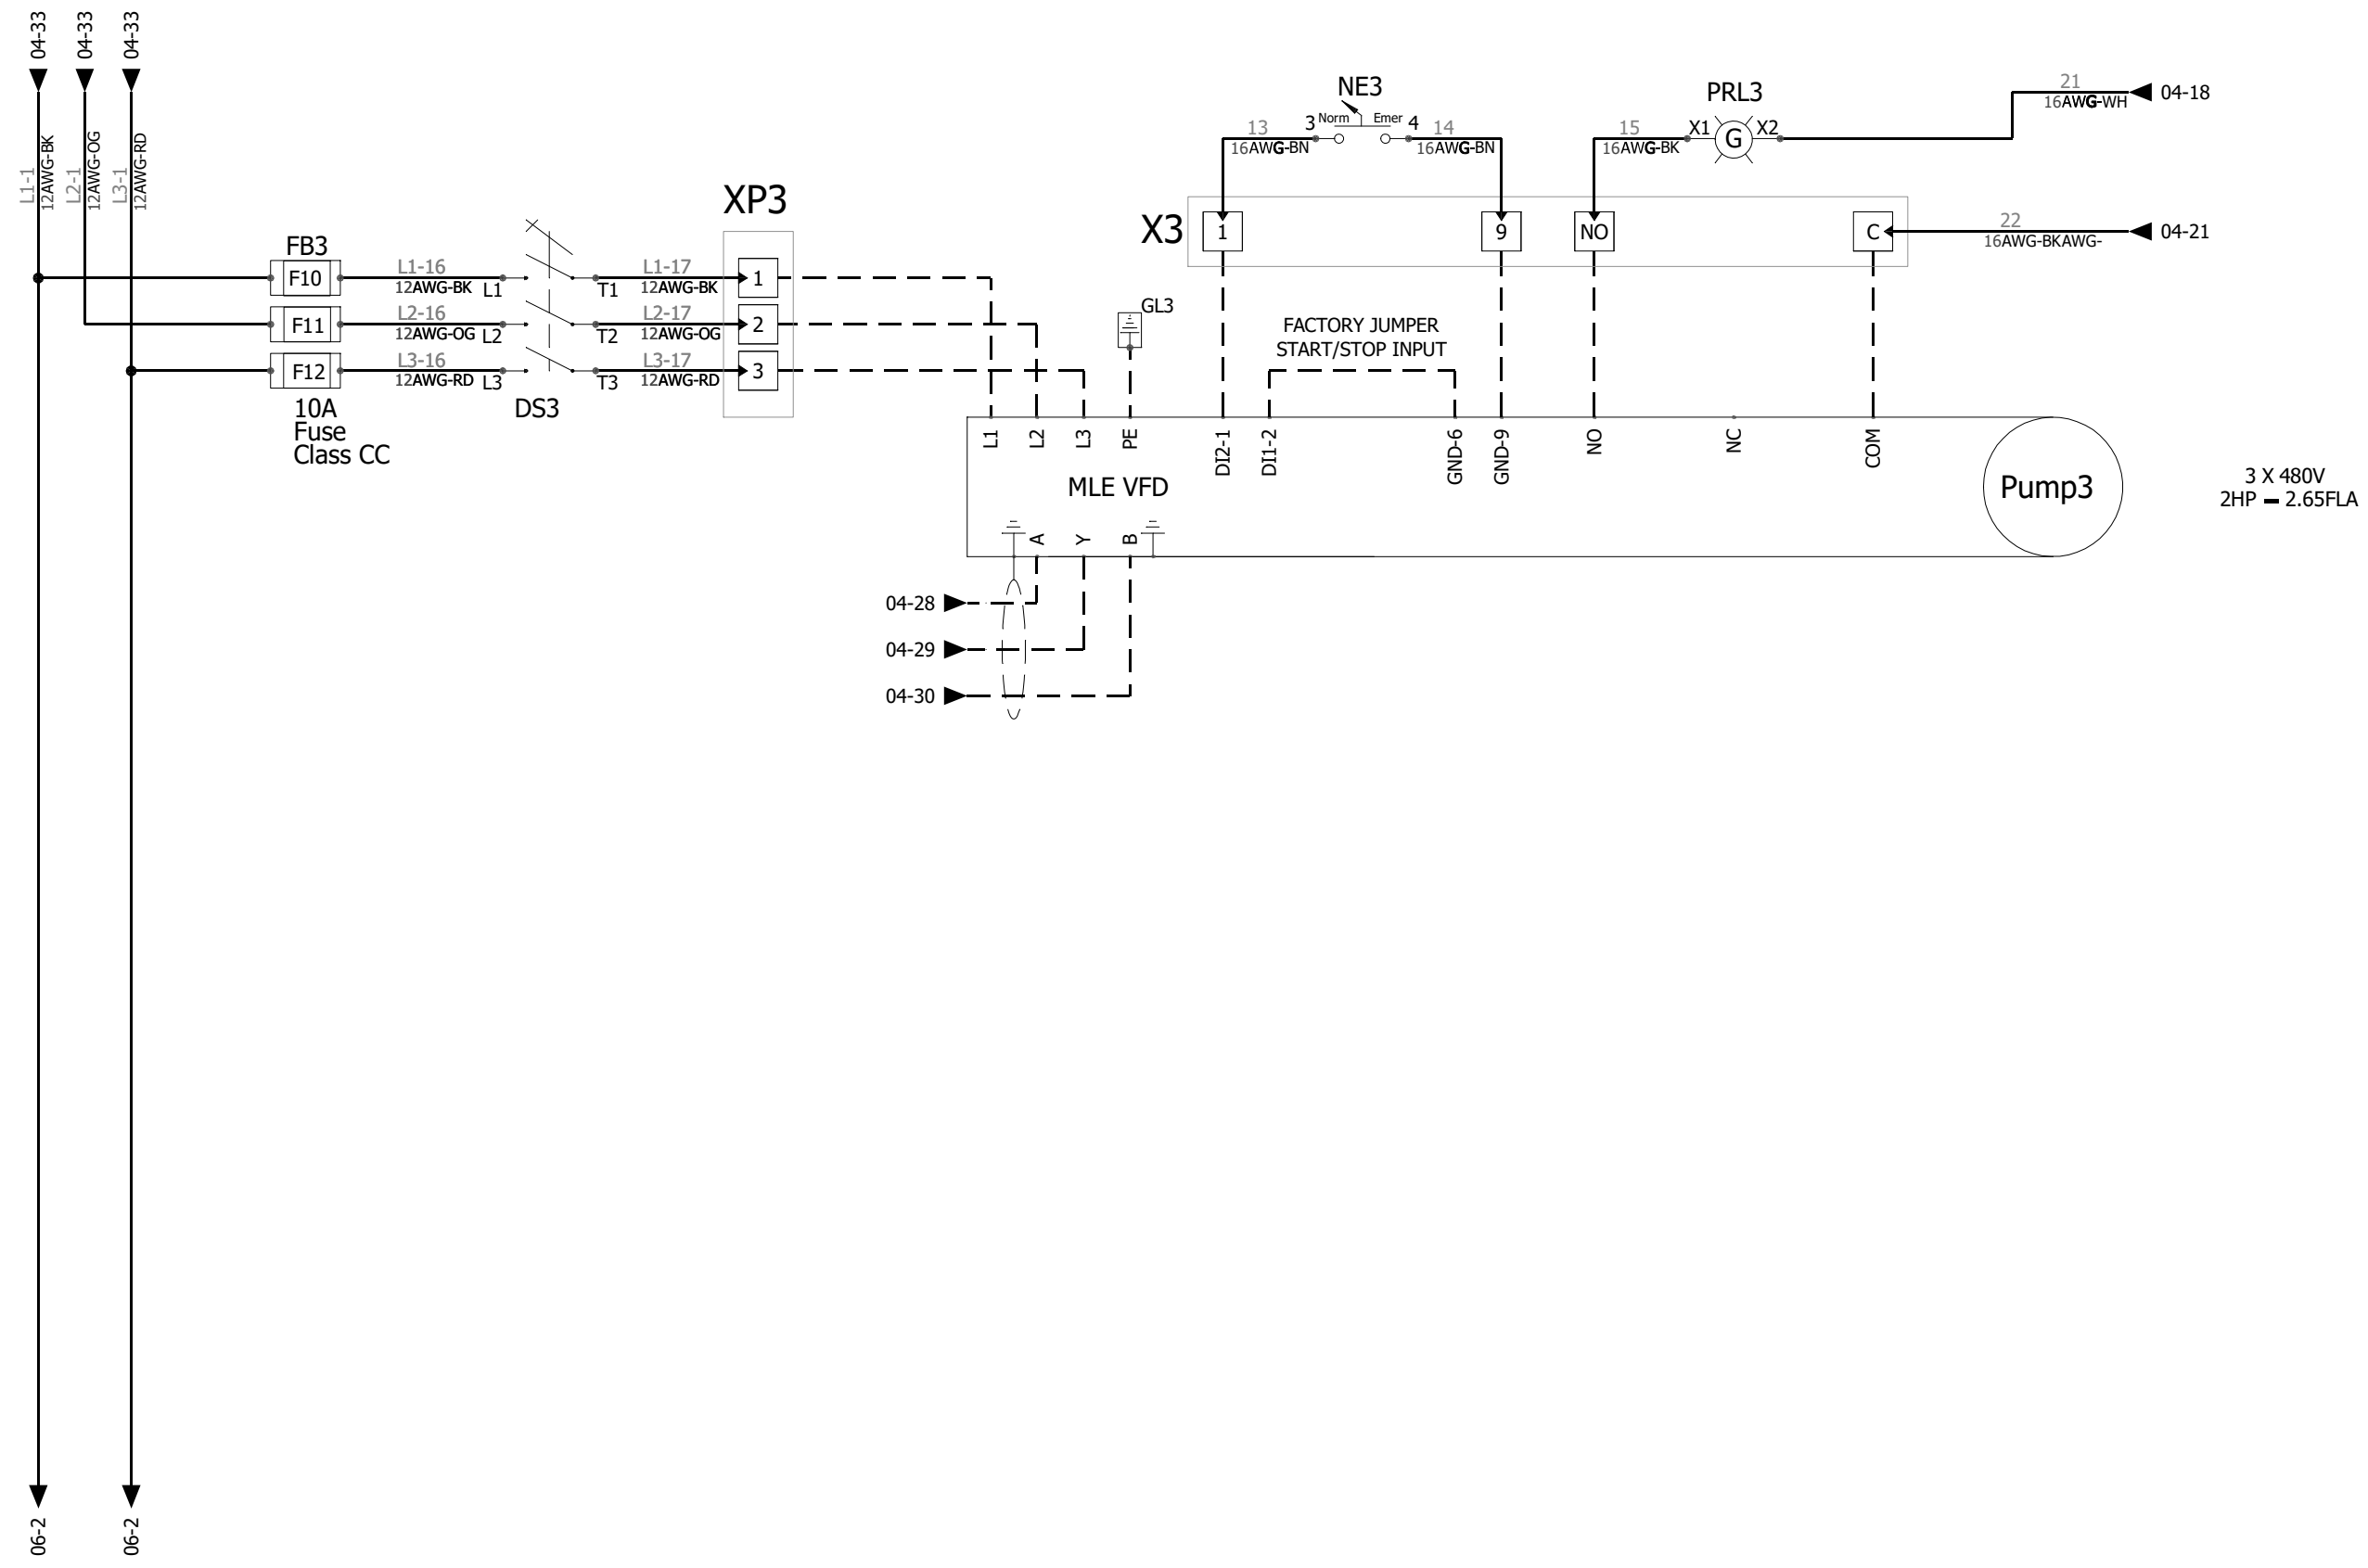 04-33
04-33
04-33
L1-1
12AWG-BK
L2-1
12AWG-OG
L3-1
12AWG-RD
NE3
3 Norm Emer 4
13
16AWG-BN
14
16AWG-BN
PRL3
15
16AWG-BK
X1 G X2
21
16AWG-WH
04-18
XP3
X3
1
9
NO
C
22
16AWG-BKAWG-
04-21
FB3
F10
L1-16
12AWG-BK
L1
T1
L1-17
12AWG-BK
1
F11
L2-16
12AWG-OG
L2
T2
L2-17
12AWG-OG
2
F12
L3-16
12AWG-RD
L3
T3
L3-17
12AWG-RD
3
10A
Fuse
Class CC
DS3
GL3
FACTORY JUMPER
START/STOP INPUT
L1
L2
L3
PE
DI2-1
DI1-2
GND-6
GND-9
NO
NC
COM
MLE VFD
Pump3
3 X 480V
2HP - 2.65FLA
A
Y
B
04-28
04-29
04-30
06-2
06-2